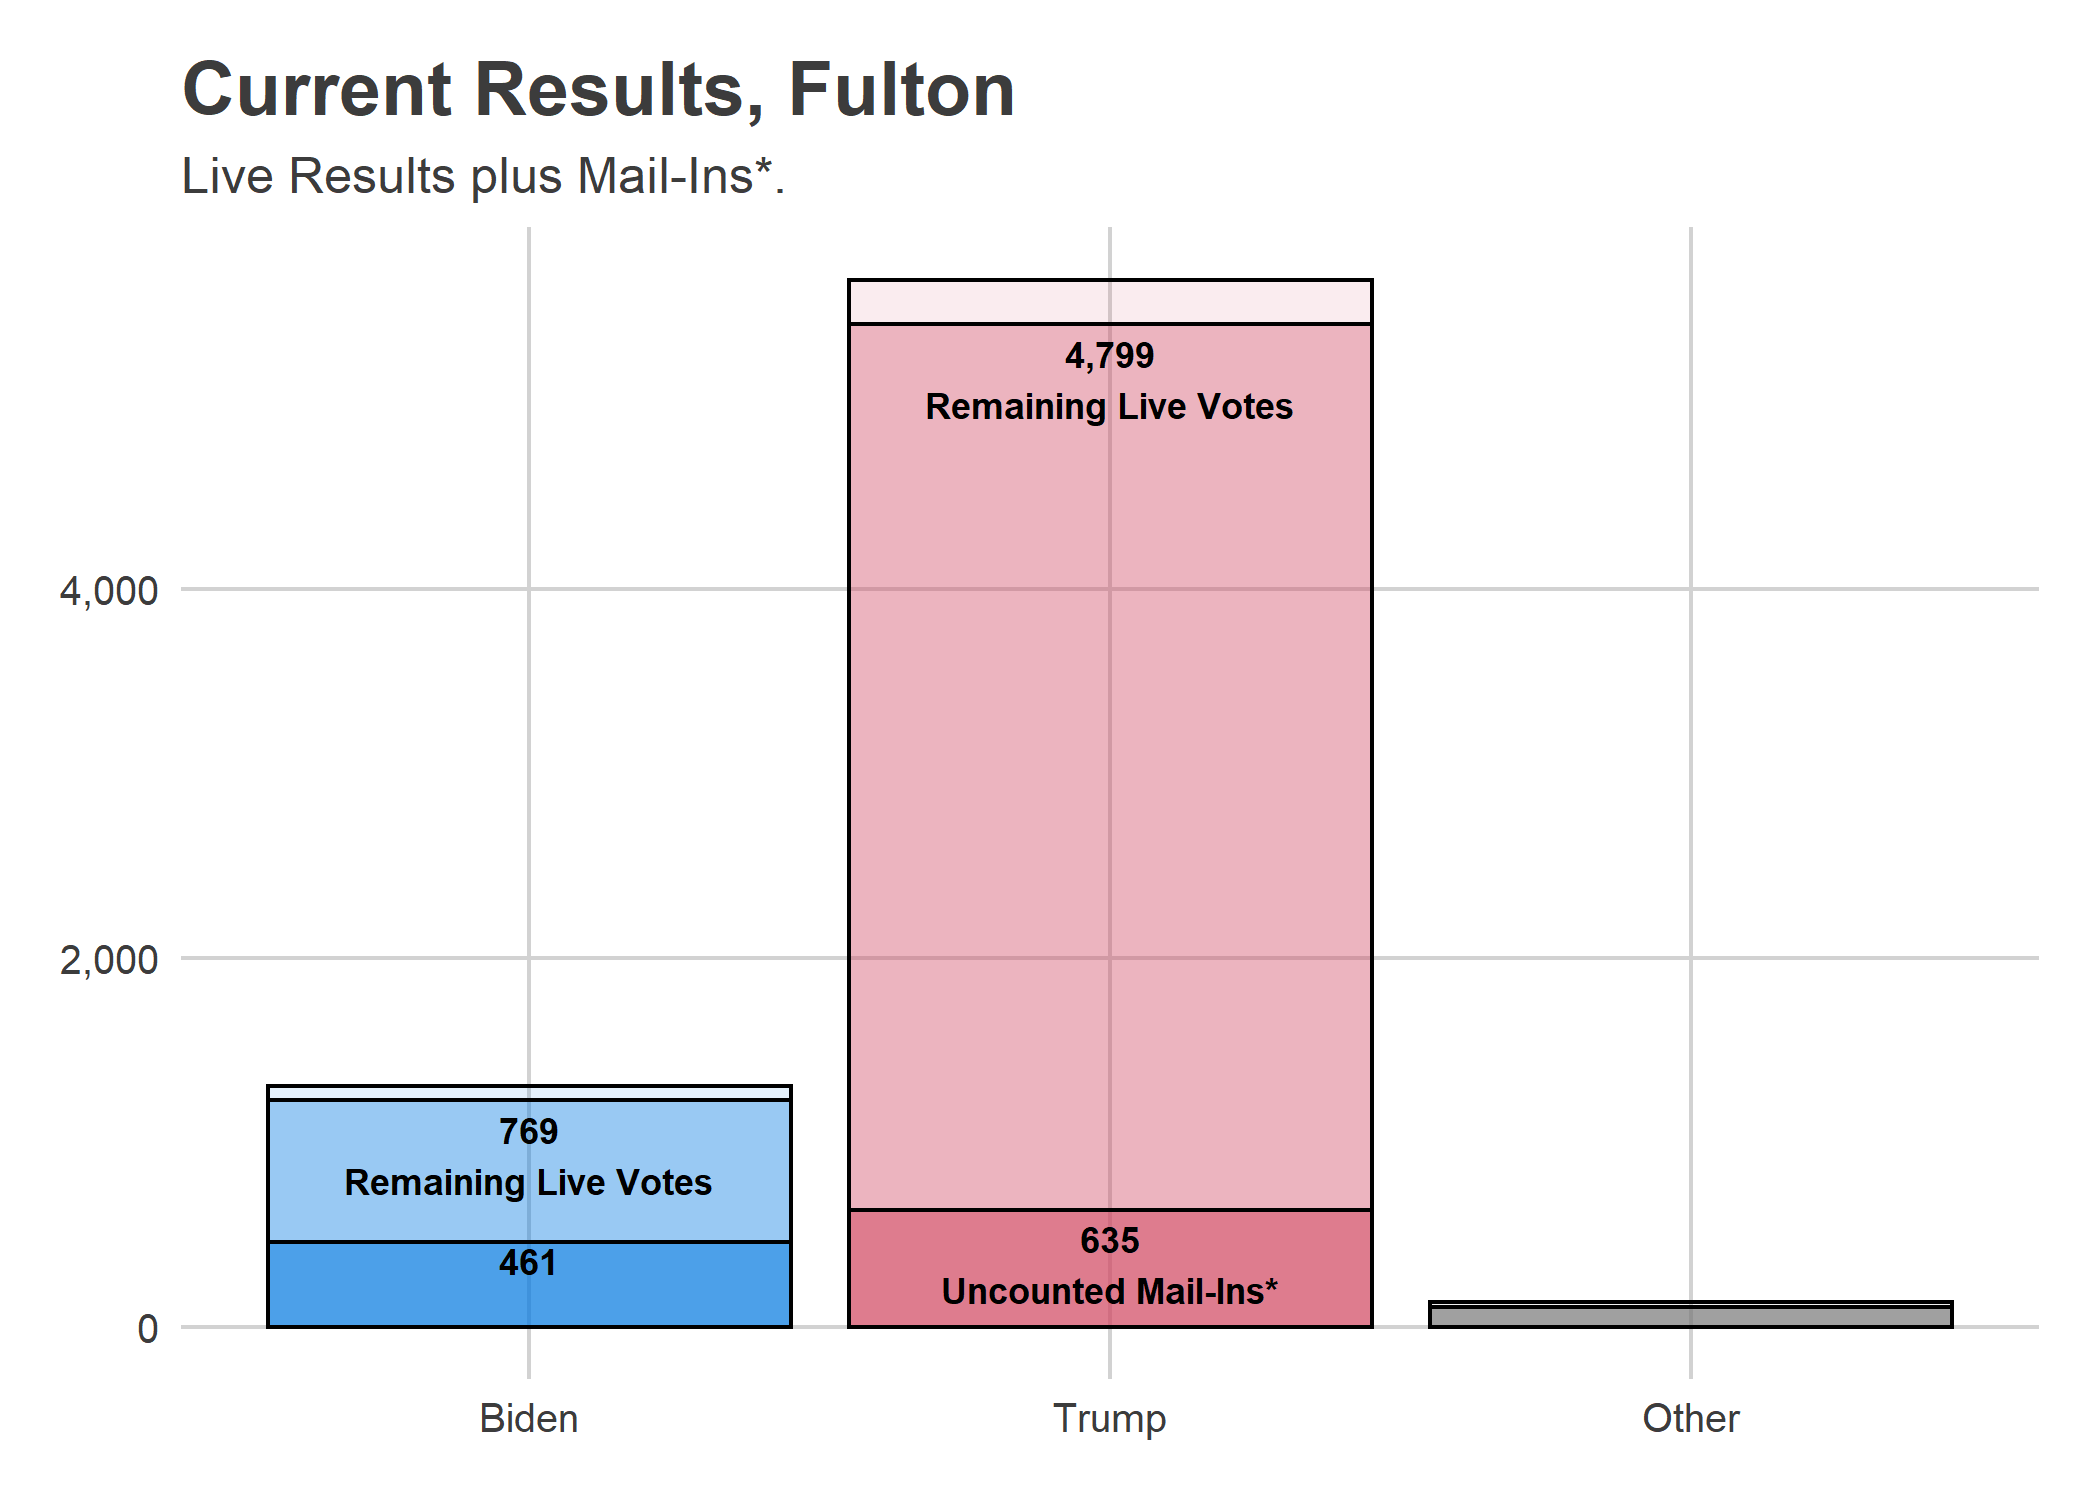 Current Results, Fulton
Live Results plus Mail-Ins*.
4,799
Remaining Live Votes
4,000
2,000
769
Remaining Live Votes
461
635
Uncounted Mail-Ins*
0
Biden
Trump
Other